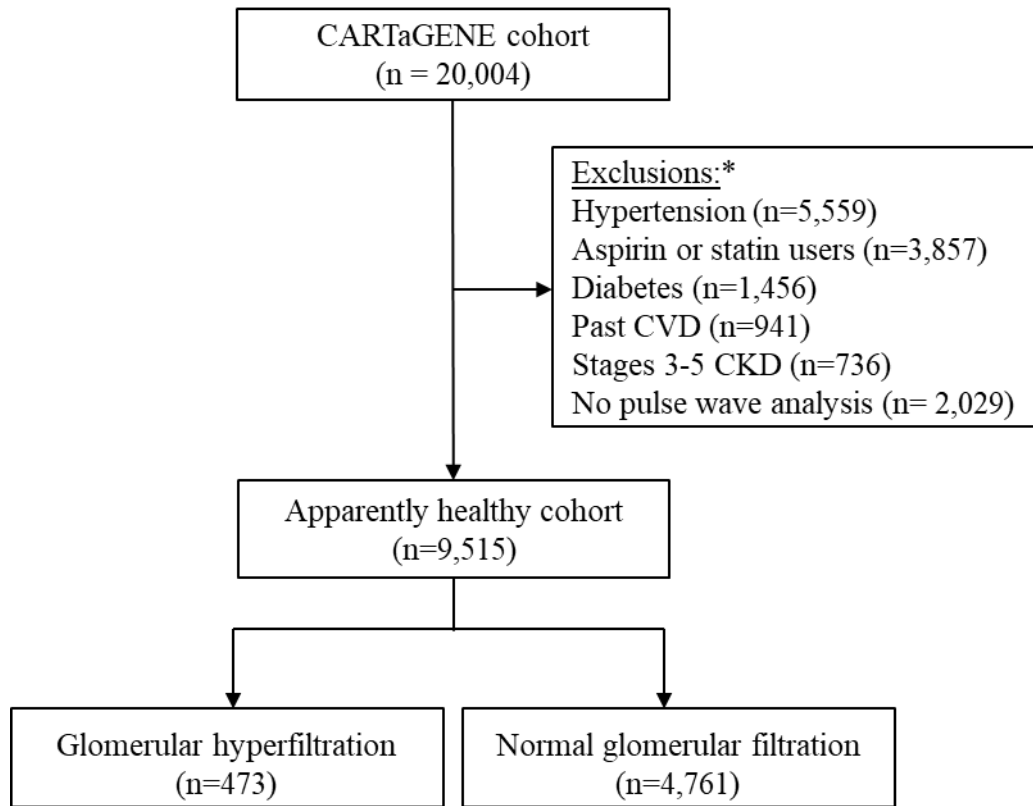 CARTaGENE cohort
(n = 20,004)
Exclusions:*
Hypertension (n=5,559)
Aspirin or statin users (n=3,857)
Diabetes (n=1,456)
Past CVD (n=941)
Stages 3-5 CKD (n=736)
No pulse wave analysis (n= 2,029)
Apparently healthy cohort
(n=9,515)
Glomerular hyperfiltration
(n=473)
Normal glomerular filtration
(n=4,761)